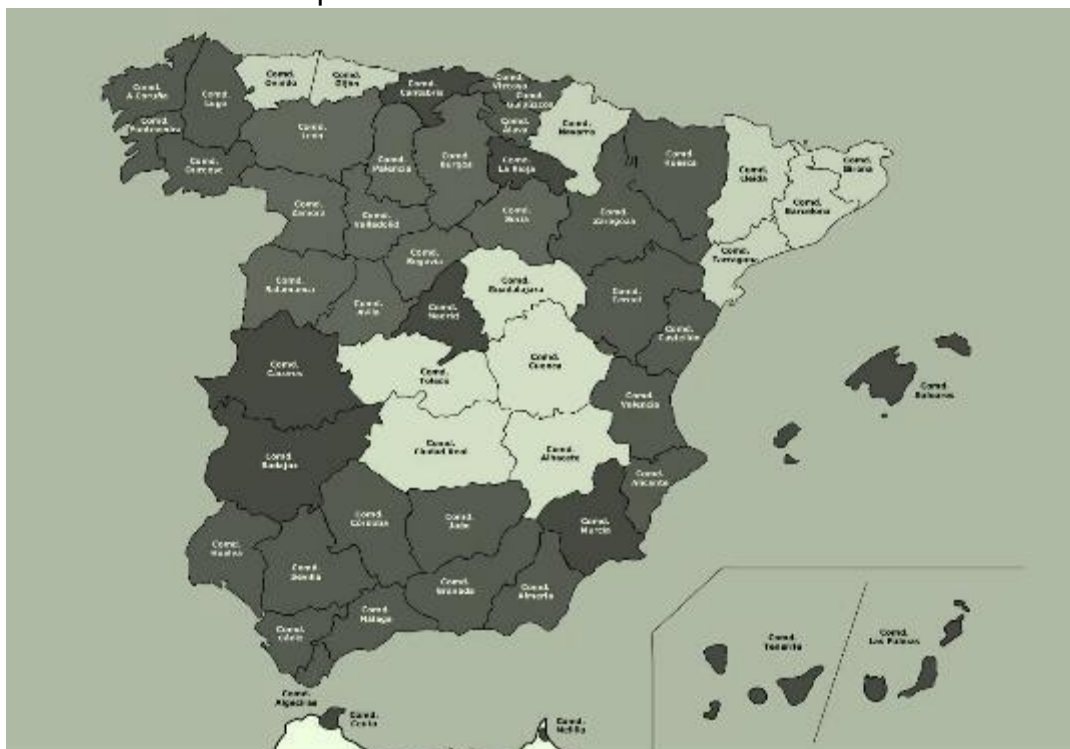 Comd.
Oviedo
Comd.
Gijón
Comd.
Cantabria
Comd.
Vizcaya
Comd.
Guipúzcoa
Comd.
A Coruña
Comd.
Lugo
Comd.
Pontevedra
Comd.
Comd.
León
Comd.
Palencia
Comd.
Burgos
Comd.
Álava
Comd.
La Rioja
Comd.
Navarra
Comd.
Huesca
Comd.
Lleida
Comd.
Girona
Comd.
Barcelona
Comd.
Tarragona
Comd.
Zamora
Comd.
Valladolid
Comd.
Soria
Comd.
Zaragoza
Comd.
Segovia
Comd.
Salamanca
Comd.
Ávila
Comd.
Madrid
Comd.
Guadalajara
Comd.
Teruel
Comd.
Castellón
Comd.
Cáceres
Comd.
Toledo
Comd.
Cuenca
Comd.
Valencia
Comd.
Baleares
Comd.
Badajoz
Comd.
Ciudad Real
Comd.
Albacete
Comd.
Alicante
Comd.
Córdoba
Comd.
Jaén
Comd.
Murcia
Comd.
Huelva
Comd.
Sevilla
Comd.
Granada
Comd.
Almería
Comd.
Málaga
Comd.
Cádiz
Comd.
Algeciras
Comd.
Ceuta
Comd.
Melilla
Comd.
Tenerife
Comd.
Las Palmas